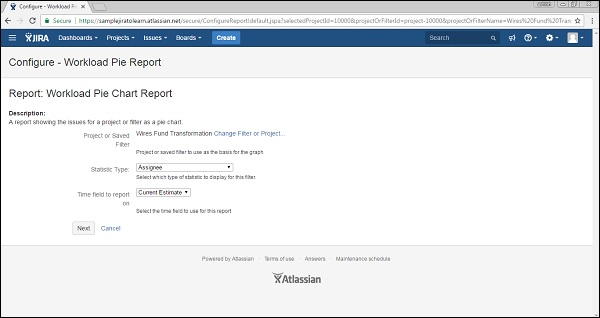 Configure - Workload Pie
Secure https://samplejiratolearn.atlassian.net/secure/ConfigureReport!default.jspa?selectedProjectId=10000&projectOrFilterId=project-10000&projectOrFilterName=Wires%20Fund%20Tran
JIRA Dashboards Projects Issues Boards Create Search
Configure - Workload Pie Report
Report: Workload Pie Chart Report
Description:
A report showing the issues for a project or filter as a pie chart.
Project or Saved Filter
Wires Fund Transformation Change Filter or Project...
Project or saved filter to use as the basis for the graph
Statistic Type: Assignee
Select which type of statistic to display for this filter
Time field to report on
Current Estimate
Select the time field to use for this report
Next Cancel
Powered by Atlassian · Terms of use · Answers · Maintenance schedule
Atlassian